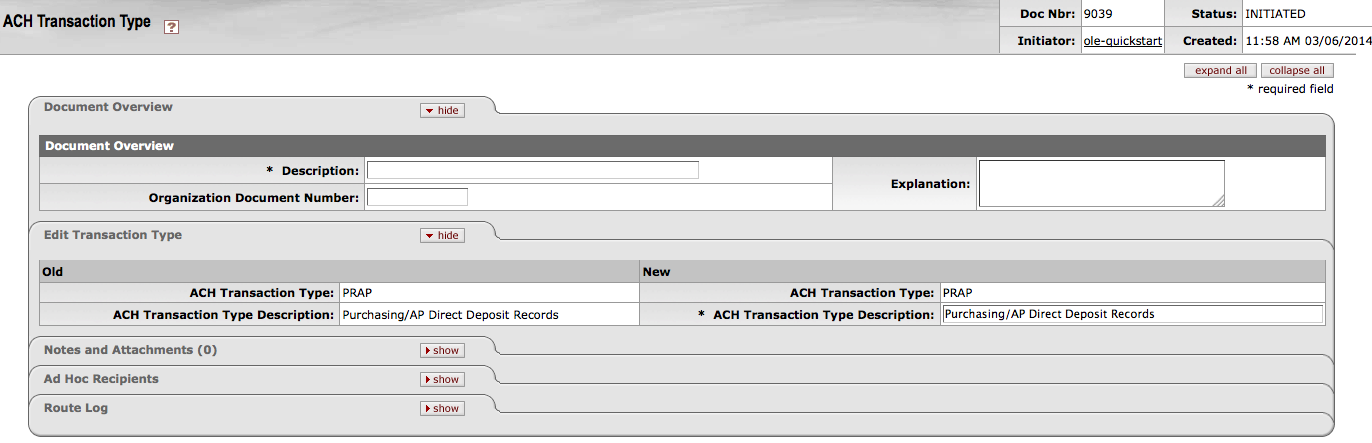 ACH Transaction Type ?
Doc Nbr: 9039 Status: INITIATED
Initiator: ole-quickstart Created: 11:58 AM 03/06/2014
expand all collapse all
* required field
Document Overview hide
Document Overview
* Description: Explanation:
Organization Document Number:
Edit Transaction Type hide
Old New
ACH Transaction Type: PRAP ACH Transaction Type: PRAP
ACH Transaction Type Description: Purchasing/AP Direct Deposit Records * ACH Transaction Type Description: Purchasing/AP Direct Deposit Records
Notes and Attachments (0) show
Ad Hoc Recipients show
Route Log show